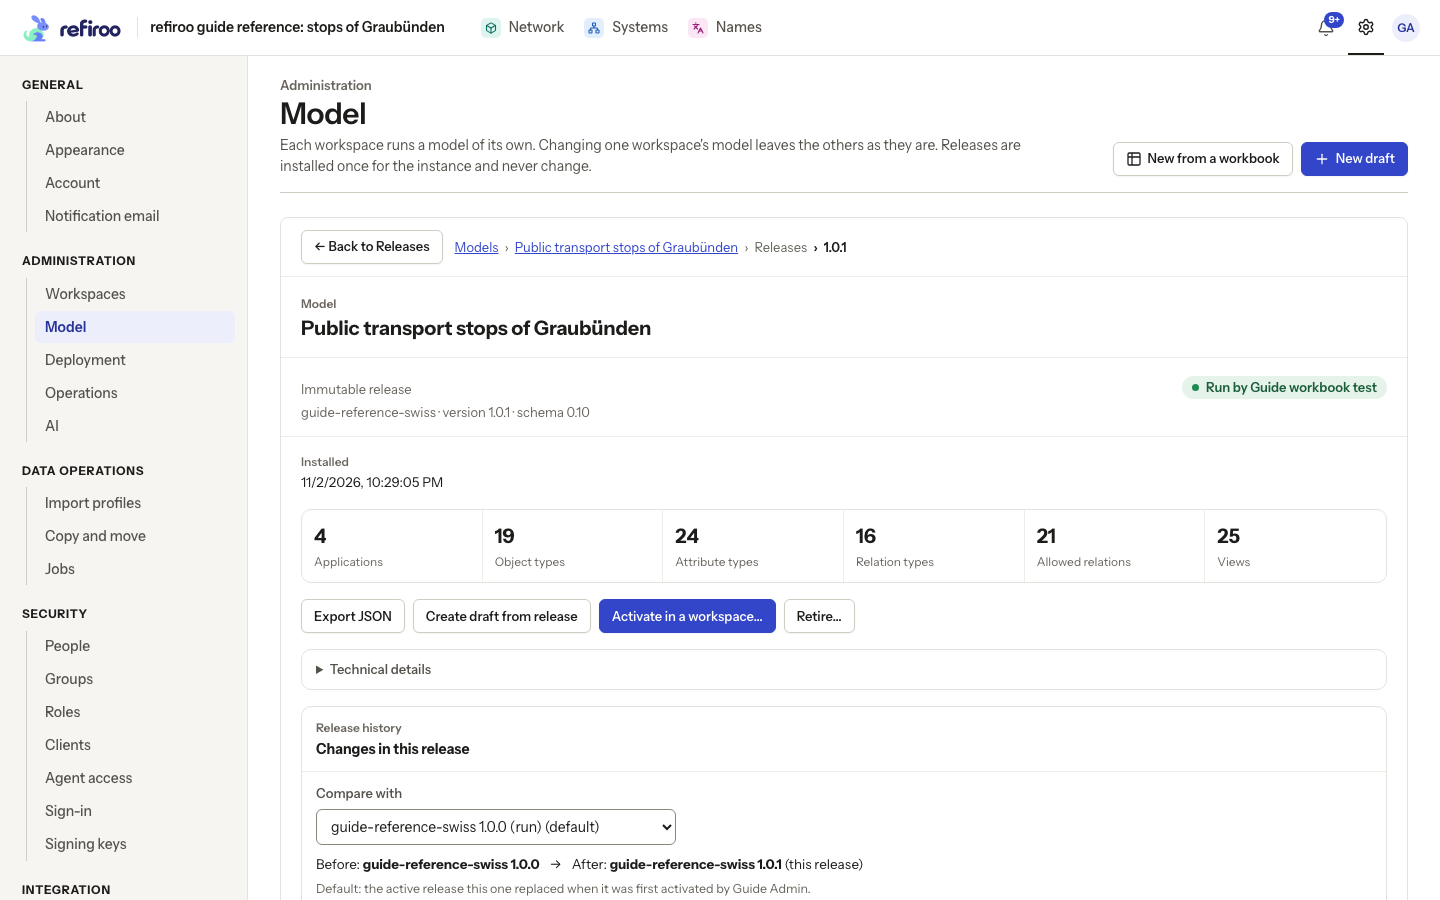 refiroo
refiroo guide reference: stops of Graubünden
Network
Systems
Names
9+
GA
GENERAL
About
Appearance
Account
Notification email
ADMINISTRATION
Workspaces
Model
Deployment
Operations
AI
DATA OPERATIONS
Import profiles
Copy and move
Jobs
SECURITY
People
Groups
Roles
Clients
Agent access
Sign-in
Signing keys
INTEGRATION
Administration
Model
Each workspace runs a model of its own. Changing one workspace's model leaves the others as they are. Releases are
installed once for the instance and never change.
New from a workbook
+ New draft
← Back to Releases
Models › Public transport stops of Graubünden › Releases › 1.0.1
Model
Public transport stops of Graubünden
Immutable release
guide-reference-swiss · version 1.0.1 · schema 0.10
Run by Guide workbook test
Installed
11/2/2026, 10:29:05 PM
4
Applications
19
Object types
24
Attribute types
16
Relation types
21
Allowed relations
25
Views
Export JSON
Create draft from release
Activate in a workspace...
Retire...
▶ Technical details
Release history
Changes in this release
Compare with
guide-reference-swiss 1.0.0 (run) (default)
Before: guide-reference-swiss 1.0.0 → After: guide-reference-swiss 1.0.1 (this release)
Default: the active release this one replaced when it was first activated by Guide Admin.